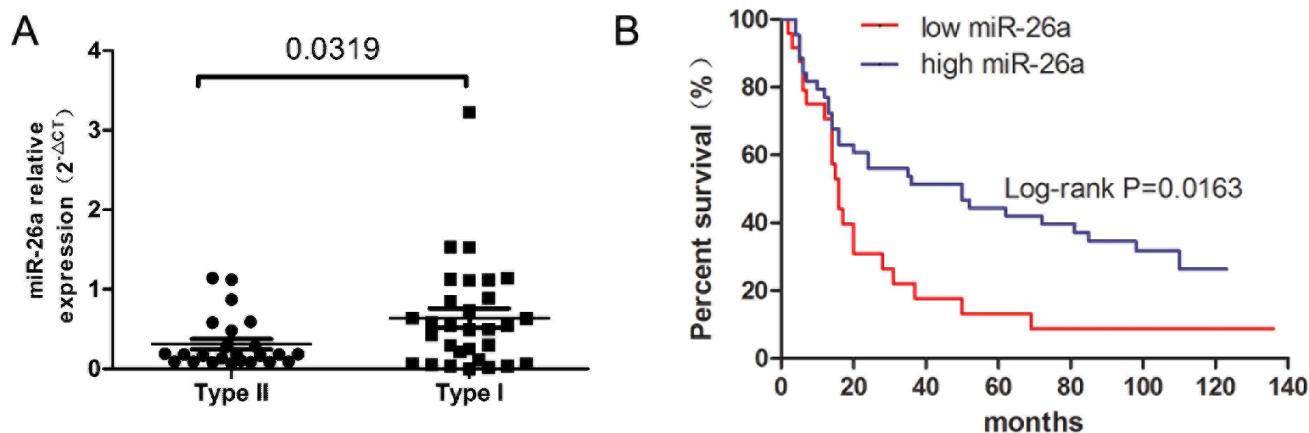 A
0.0319
miR-26a relative
expression (2-ΔCT)
4
3
2
1
0
Type II
Type I
B
low miR-26a
high miR-26a
Log-rank P=0.0163
Percent survival (%)
100
80
60
40
20
0
0 20 40 60 80 100 120 140
months